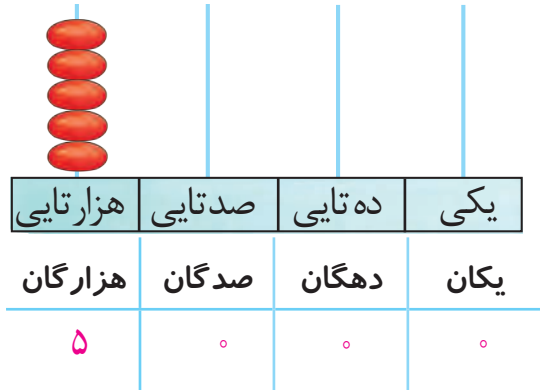 هزارتایی صدتایی ده‌تایی یکی
هزارگان صدگان دهگان یکان
۵ ۰ ۰ ۰